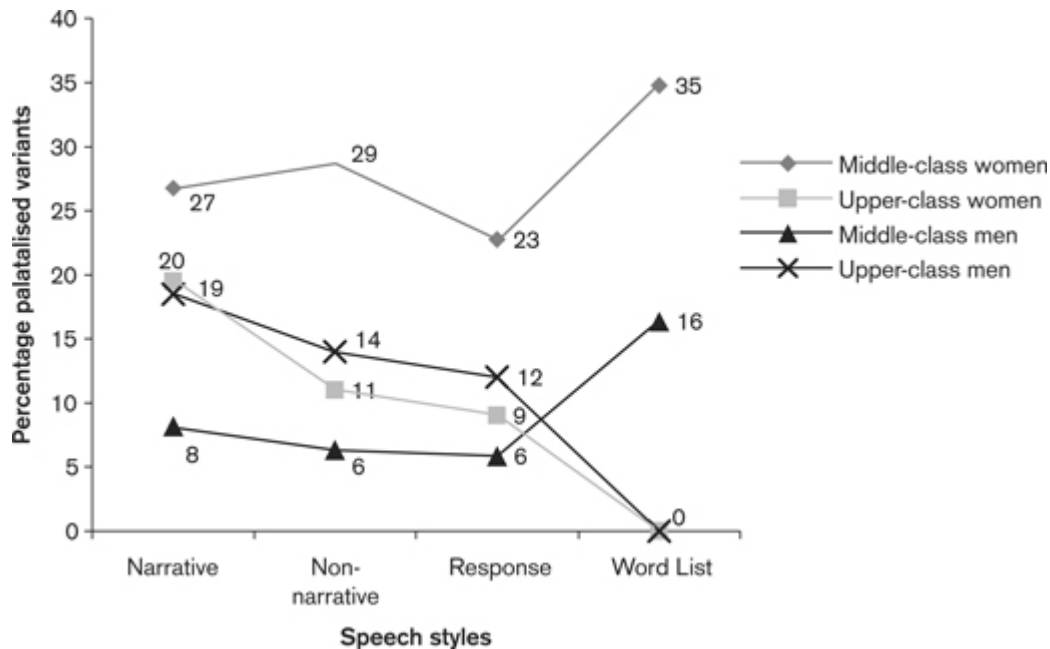 40
35
30
25
20
15
10
5
0
Percentage palatalised variants
27
29
23
35
20
19
14
12
11
9
8
6
6
16
0
Narrative
Non-
narrative
Response
Word List
Speech styles
Middle-class women
Upper-class women
Middle-class men
Upper-class men